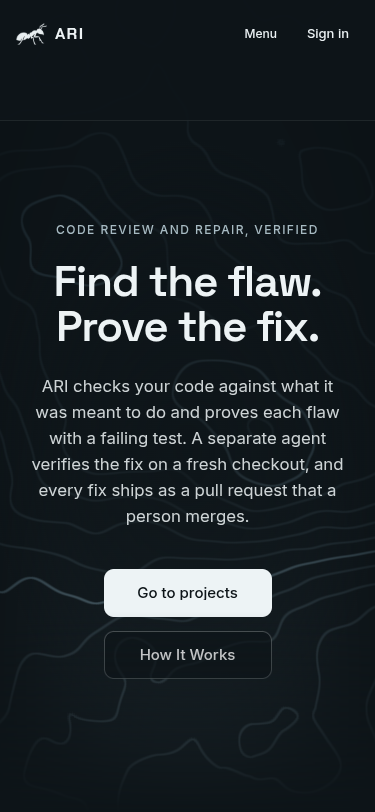 ARI
Menu
Sign in
CODE REVIEW AND REPAIR, VERIFIED
Find the flaw.
Prove the fix.
ARI checks your code against what it
was meant to do and proves each flaw
with a failing test. A separate agent
verifies the fix on a fresh checkout, and
every fix ships as a pull request that a
person merges.
Go to projects
How It Works